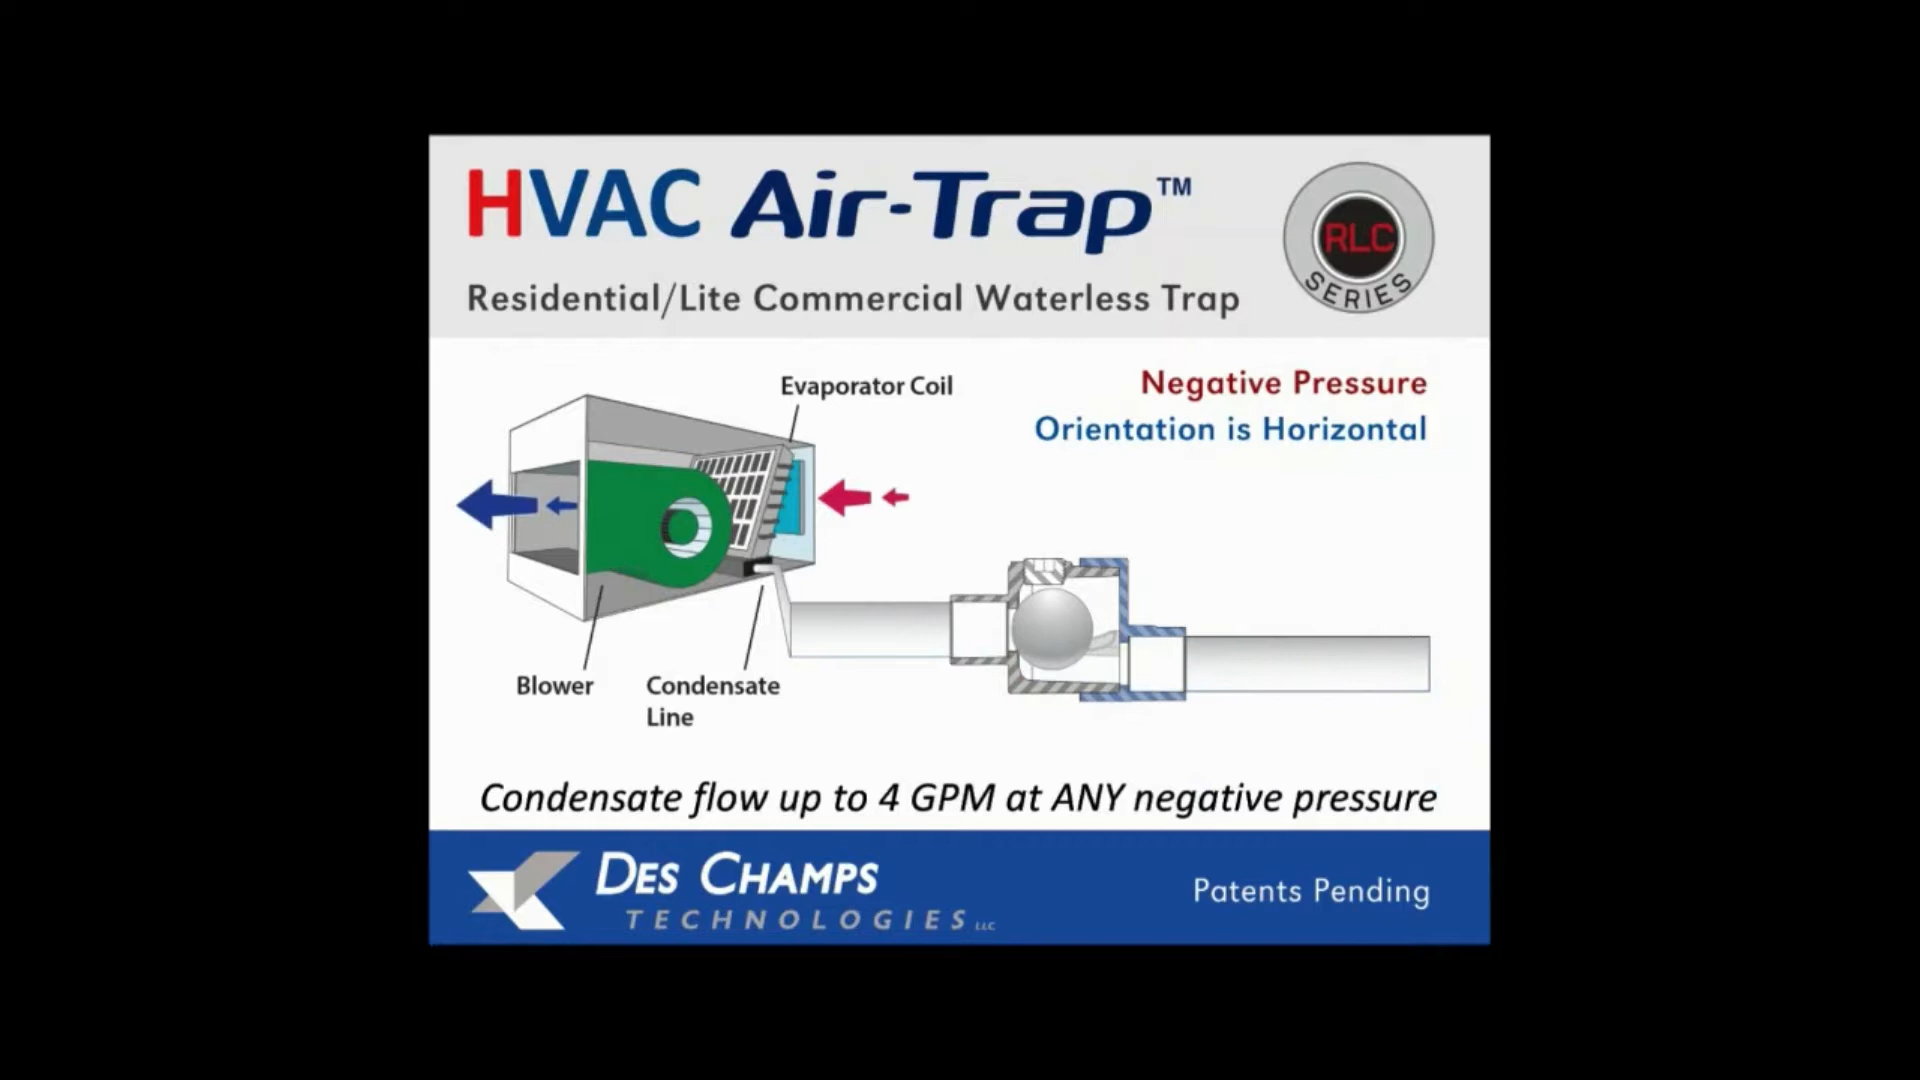 HVAC Air-Trap™
RLC
SERIES
Residential/Lite Commercial Waterless Trap
Evaporator Coil
Negative Pressure
Orientation is Horizontal
Blower
Condensate
Line
Condensate flow up to 4 GPM at ANY negative pressure
DES CHAMPS
TECHNOLOGIES LLC
Patents Pending